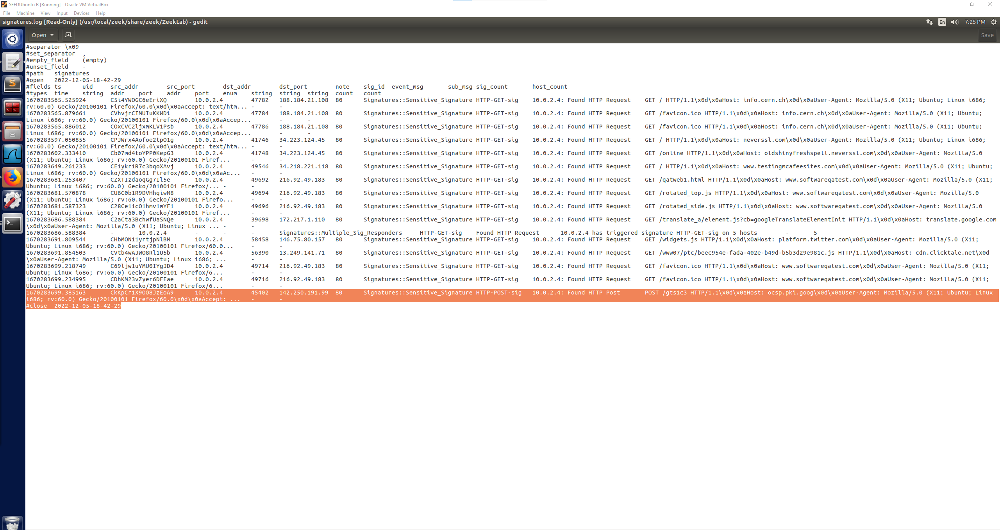 SEEDUbuntu B [Running] - Oracle VM VirtualBox
File Machine View Input Devices Help
signatures.log [Read-Only] (/usr/local/zeek/share/zeek/ZeekLab) - gedit En 7:25 PM
Open Save
#separator \x09
#set_separator ,
#empty_field (empty)
#unset_field -
#path signatures
#open 2022-12-05-18-42-29
#fields ts uid src_addr src_port dst_addr dst_port note sig_id event_msg sub_msg sig_count host_count
#types time string addr port addr port enum string string string count count
1670283565.525924 C5i4YWOGC6eEriXQ 10.0.2.4 47782 188.184.21.108 80 Signatures::Sensitive_Signature HTTP-GET-sig 10.0.2.4: Found HTTP Request GET / HTTP/1.1\x0d\x0aHost: info.cern.ch\x0d\x0aUser-Agent: Mozilla/5.0 (X11; Ubuntu; Linux i686;
rv:60.0) Gecko/20100101 Firefox/60.0\x0d\x0aAccept: text/htm... - -
1670283565.879661 CVhvjrCIMUIuKKWDi 10.0.2.4 47784 188.184.21.108 80 Signatures::Sensitive_Signature HTTP-GET-sig 10.0.2.4: Found HTTP Request GET /favicon.ico HTTP/1.1\x0d\x0aHost: info.cern.ch\x0d\x0aUser-Agent: Mozilla/5.0 (X11; Ubuntu;
Linux i686; rv:60.0) Gecko/20100101 Firefox/60.0\x0d\x0aAccep... - -
1670283565.886012 COxCVC2ljxmKLV1Psb 10.0.2.4 47786 188.184.21.108 80 Signatures::Sensitive_Signature HTTP-GET-sig 10.0.2.4: Found HTTP Request GET /favicon.ico HTTP/1.1\x0d\x0aHost: info.cern.ch\x0d\x0aUser-Agent: Mozilla/5.0 (X11; Ubuntu;
Linux i686; rv:60.0) Gecko/20100101 Firefox/60.0\x0d\x0aAccep... - -
1670283597.050855 CPJWrx4Aofoe2tpO1g 10.0.2.4 41746 34.223.124.45 80 Signatures::Sensitive_Signature HTTP-GET-sig 10.0.2.4: Found HTTP Request GET / HTTP/1.1\x0d\x0aHost: neverssl.com\x0d\x0aUser-Agent: Mozilla/5.0 (X11; Ubuntu; Linux i686;
rv:60.0) Gecko/20100101 Firefox/60.0\x0d\x0aAccept: text/htm... - -
1670283602.333410 Cb07md4toYPP0KepG3 10.0.2.4 41748 34.223.124.45 80 Signatures::Sensitive_Signature HTTP-GET-sig 10.0.2.4: Found HTTP Request GET /online HTTP/1.1\x0d\x0aHost: oldshinyfreshspell.neverssl.com\x0d\x0aUser-Agent: Mozilla/5.0
(X11; Ubuntu; Linux i686; rv:60.0) Gecko/20100101 Firef... - -
1670283649.261233 CE1ykr1R7c3bqoXAvj 10.0.2.4 49546 34.218.221.118 80 Signatures::Sensitive_Signature HTTP-GET-sig 10.0.2.4: Found HTTP Request GET / HTTP/1.1\x0d\x0aHost: www.testingmcafeesites.com\x0d\x0aUser-Agent: Mozilla/5.0 (X11; Ubuntu;
Linux i686; rv:60.0) Gecko/20100101 Firefox/60.0\x0d\x0aAc... - -
1670283681.253407 CZXTIzdaoqGg7Il5e 10.0.2.4 49692 216.92.49.183 80 Signatures::Sensitive_Signature HTTP-GET-sig 10.0.2.4: Found HTTP Request GET /qatweb1.html HTTP/1.1\x0d\x0aHost: www.softwareqatest.com\x0d\x0aUser-Agent: Mozilla/5.0 (X11;
Ubuntu; Linux i686; rv:60.0) Gecko/20100101 Firefox/... - -
1670283681.570878 CUBC0b1R9DVHhqiwM8 10.0.2.4 49694 216.92.49.183 80 Signatures::Sensitive_Signature HTTP-GET-sig 10.0.2.4: Found HTTP Request GET /rotated_top.js HTTP/1.1\x0d\x0aHost: www.softwareqatest.com\x0d\x0aUser-Agent: Mozilla/5.0
(X11; Ubuntu; Linux i686; rv:60.0) Gecko/20100101 Firefo... - -
1670283681.587323 C28Ce11cO1hmv1mYF1 10.0.2.4 49696 216.92.49.183 80 Signatures::Sensitive_Signature HTTP-GET-sig 10.0.2.4: Found HTTP Request GET /rotated_side.js HTTP/1.1\x0d\x0aHost: www.softwareqatest.com\x0d\x0aUser-Agent: Mozilla/5.0
(X11; Ubuntu; Linux i686; rv:60.0) Gecko/20100101 Firef... - -
1670283686.588384 C2aCta3BchwfUaSNQe 10.0.2.4 39698 172.217.1.110 80 Signatures::Sensitive_Signature HTTP-GET-sig 10.0.2.4: Found HTTP Request GET /translate_a/element.js?cb=googleTranslateElementInit HTTP/1.1\x0d\x0aHost: translate.google.com
\x0d\x0aUser-Agent: Mozilla/5.0 (X11; Ubuntu; Linux ... - -
1670283686.588384 - 10.0.2.4 - - - Signatures::Multiple_Sig_Responders HTTP-GET-sig Found HTTP Request 10.0.2.4 has triggered signature HTTP-GET-sig on 5 hosts - 5
1670283691.809544 CHbMON11yrtjpNlBM 10.0.2.4 58458 146.75.80.157 80 Signatures::Sensitive_Signature HTTP-GET-sig 10.0.2.4: Found HTTP Request GET /widgets.js HTTP/1.1\x0d\x0aHost: platform.twitter.com\x0d\x0aUser-Agent: Mozilla/5.0 (X11;
Ubuntu; Linux i686; rv:60.0) Gecko/20100101 Firefox/60.0... - -
1670283691.854503 CVtb4wAJWO8Rl1U5b 10.0.2.4 56390 13.249.141.71 80 Signatures::Sensitive_Signature HTTP-GET-sig 10.0.2.4: Found HTTP Request GET /www07/ptc/beec954e-fada-402e-b49d-b5b3d29e981c.js HTTP/1.1\x0d\x0aHost: cdn.clicktale.net\x0d
\x0aUser-Agent: Mozilla/5.0 (X11; Ubuntu; Linux i686; ... - -
1670283699.218749 C69ljw1uYMU0IYgJD4 10.0.2.4 49714 216.92.49.183 80 Signatures::Sensitive_Signature HTTP-GET-sig 10.0.2.4: Found HTTP Request GET /favicon.ico HTTP/1.1\x0d\x0aHost: www.softwareqatest.com\x0d\x0aUser-Agent: Mozilla/5.0 (X11;
Ubuntu; Linux i686; rv:60.0) Gecko/20100101 Firefox/6... - -
1670283699.234995 CDhKM23vZyer6DFEae 10.0.2.4 49716 216.92.49.183 80 Signatures::Sensitive_Signature HTTP-GET-sig 10.0.2.4: Found HTTP Request GET /favicon.ico HTTP/1.1\x0d\x0aHost: www.softwareqatest.com\x0d\x0aUser-Agent: Mozilla/5.0 (X11;
Ubuntu; Linux i686; rv:60.0) Gecko/20100101 Firefox/6... - -
1670283699.385163 CkKpCr1X9OO8JzEoA9 10.0.2.4 45402 142.250.191.99 80 Signatures::Sensitive_Signature HTTP-POST-sig 10.0.2.4: Found HTTP Post POST /gts1c3 HTTP/1.1\x0d\x0aHost: ocsp.pki.goog\x0d\x0aUser-Agent: Mozilla/5.0 (X11; Ubuntu; Linux
i686; rv:60.0) Gecko/20100101 Firefox/60.0\x0d\x0aAccept: ... - -
#close 2022-12-05-18-42-29